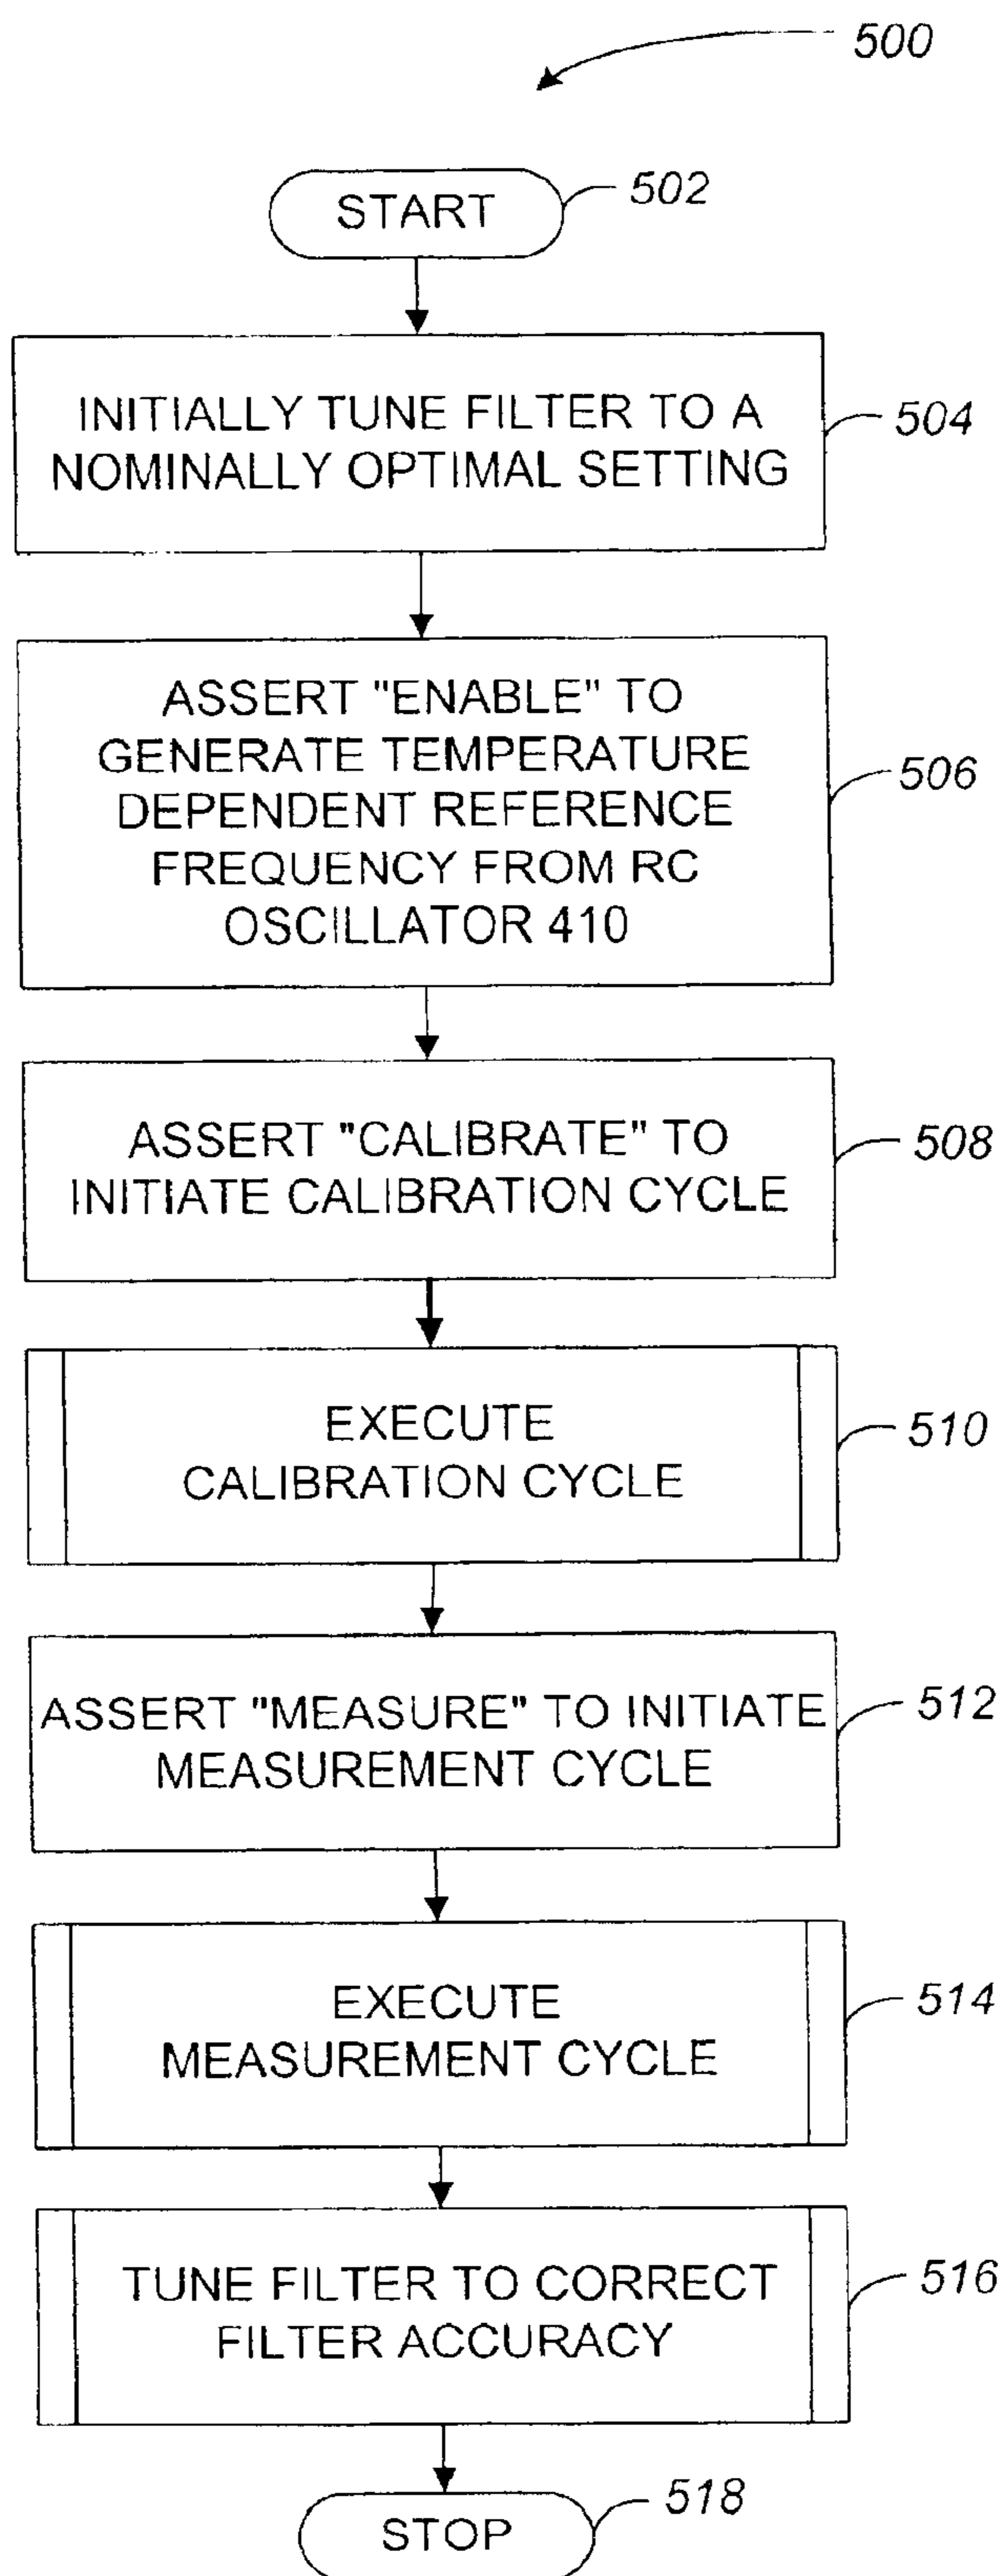 500
START
502
INITIALLY TUNE FILTER TO A
NOMINALLY OPTIMAL SETTING
504
ASSERT "ENABLE" TO
GENERATE TEMPERATURE
DEPENDENT REFERENCE
FREQUENCY FROM RC
OSCILLATOR 410
506
ASSERT "CALIBRATE" TO
INITIATE CALIBRATION CYCLE
508
EXECUTE
CALIBRATION CYCLE
510
ASSERT "MEASURE" TO INITIATE
MEASUREMENT CYCLE
512
EXECUTE
MEASUREMENT CYCLE
514
TUNE FILTER TO CORRECT
FILTER ACCURACY
516
STOP
518